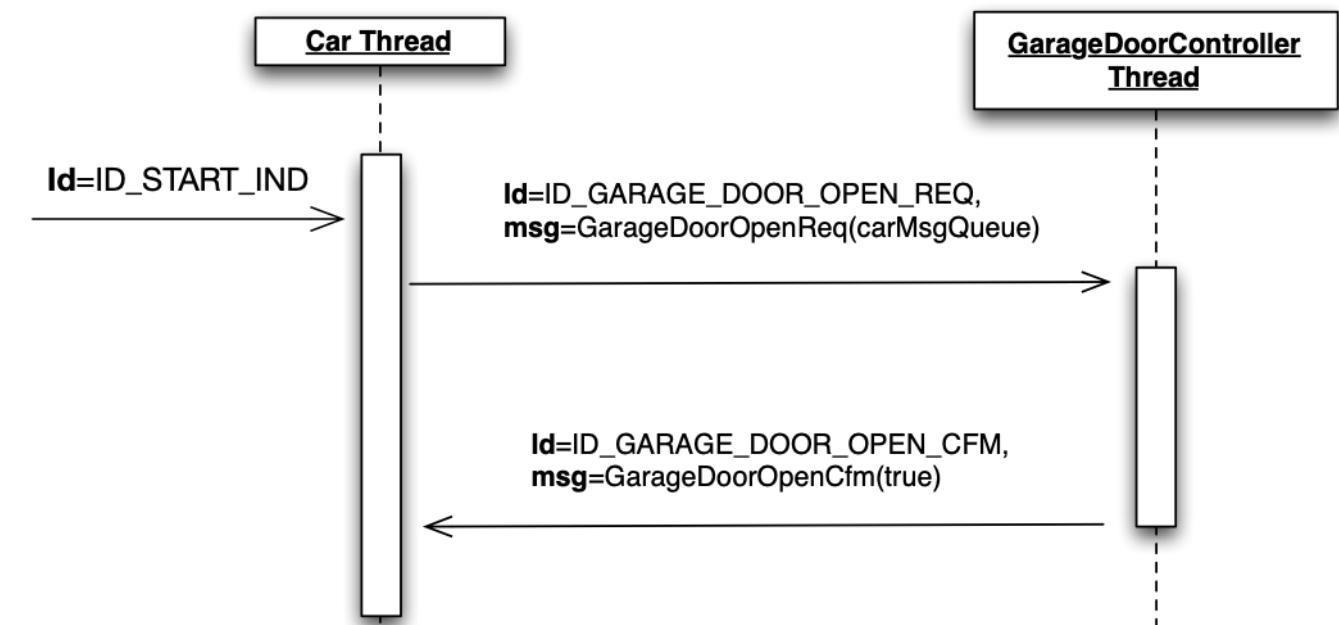 Car Thread
GarageDoorController
Thread
Id=ID_START_IND
Id=ID_GARAGE_DOOR_OPEN_REQ,
msg=GarageDoorOpenReq(carMsgQueue)
Id=ID_GARAGE_DOOR_OPEN_CFM,
msg=GarageDoorOpenCfm(true)